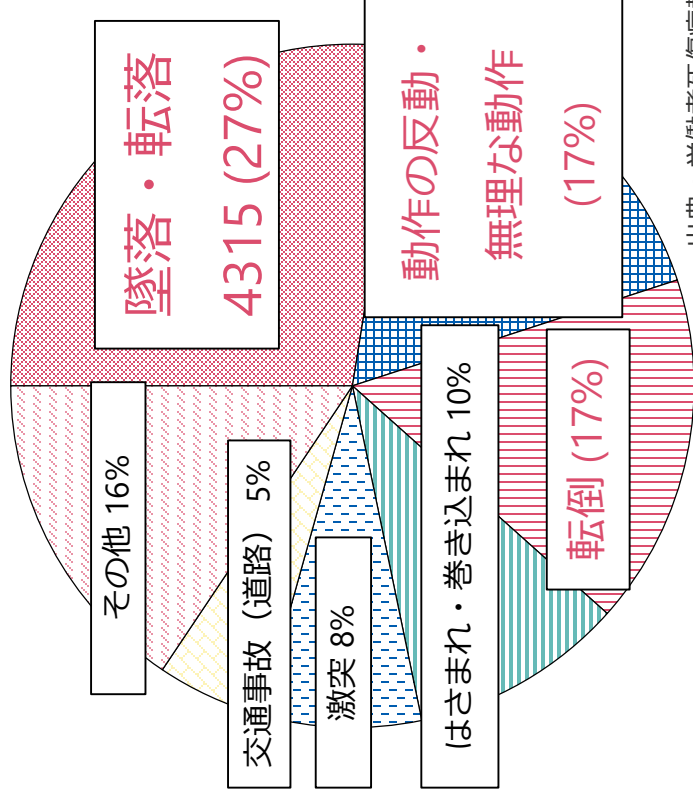 墜落・転落
4315 (27%)
動作の反動・
無理な動作
(17%)
転倒 (17%)
はさまれ・巻き込まれ 10%
激突 8%
交通事故（道路） 5%
その他 16%